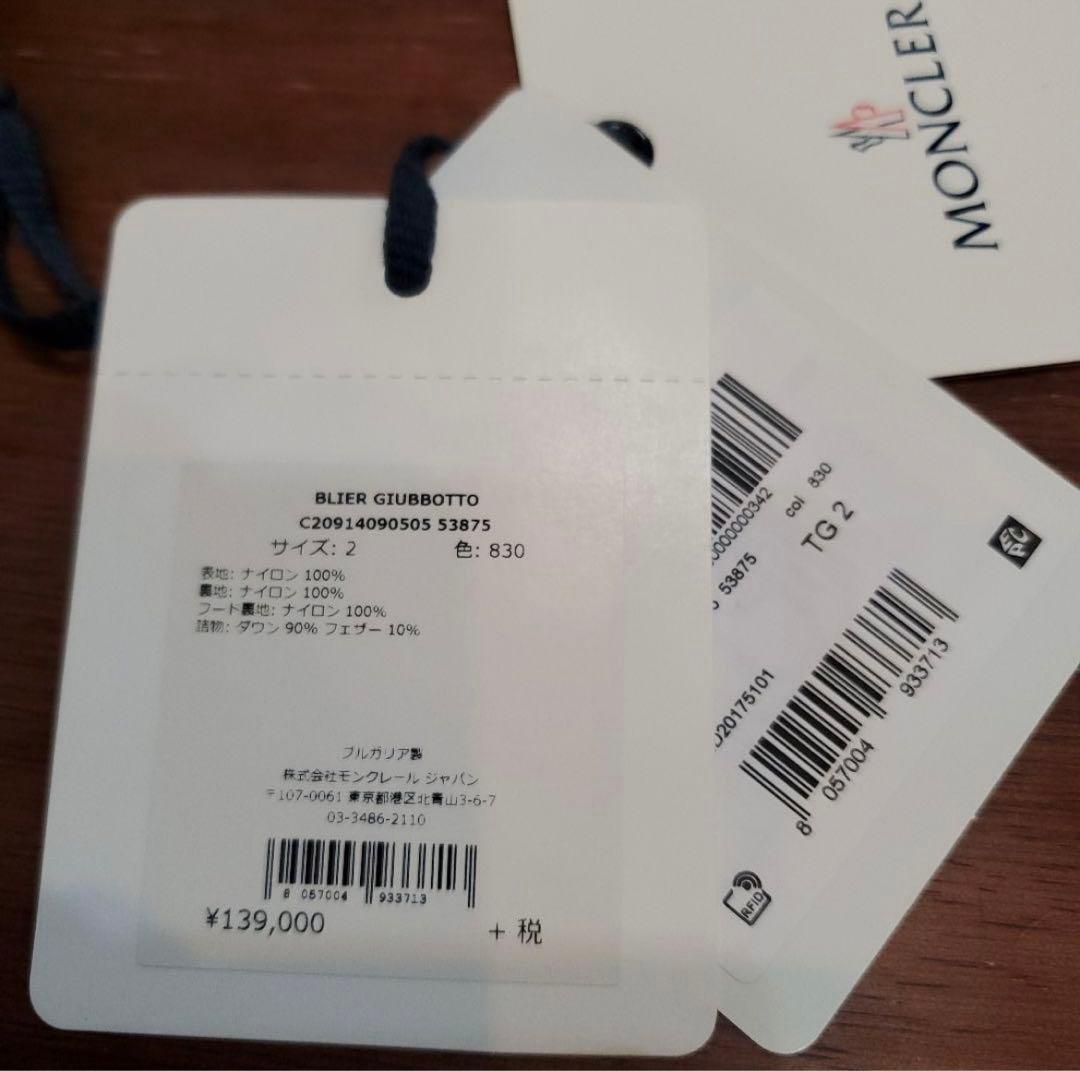 MONCLER
BLIER GIUBBOTTO
C20914090505 53875
サイズ: 2 色: 830
表地: ナイロン 100%
裏地: ナイロン 100%
フード裏地: ナイロン 100%
詰物: ダウン 90% フェザー 10%
ブルガリア製
株式会社モンクレール ジャパン
〒107-0061 東京都港区北青山3-6-7
03-3486-2110
8 057004 933713
¥139,000 + 税
col 830
TG 2
53875
8 057004 933713
RFID